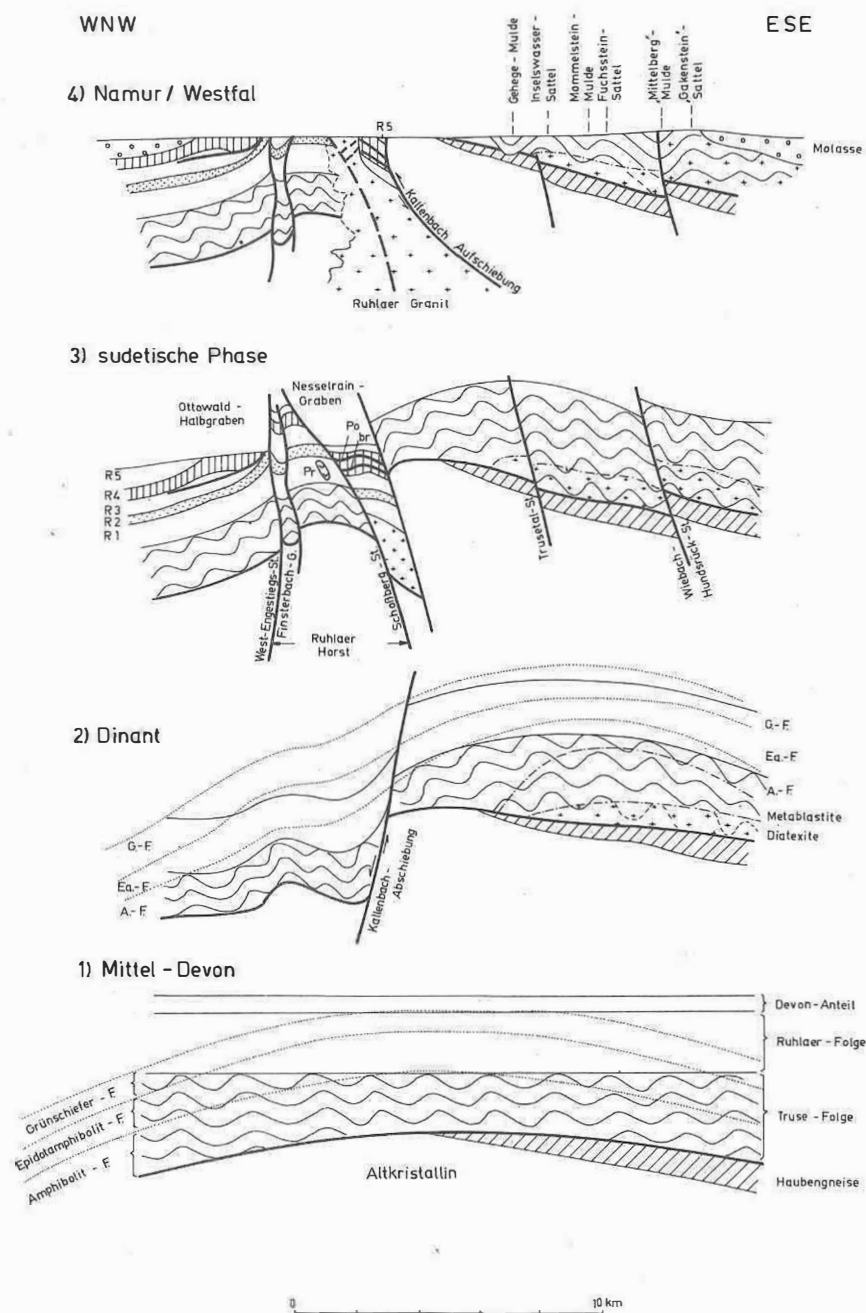 WNW
ESE
4) Namur / Westfal
Gehege - Mulde
Inselswasser-
Sattel
Mommelstein
Mulde
Fuchsstein-
Sattel
"Mittelberg"-
Mulde
"Gakenstein"-
Sattel
R5
Molasse
Kallenbach Aufschiebung
Ruhlaer Granit
3) sudetische Phase
Nesselrain-
Graben
Ottowald-
Halbgraben
Po
br
Pr
R5
R4
R3
R2
R1
West-Engestiegs-St.
Finsterbach-G.
Ruhlaer
Horst
Schoßberg-St.
Trusetal-St.
Wiebach-
Hundsrück-St.
2) Dinant
G.-F.
Ea.-F.
A.-F.
Metablastite
Diatexite
G.-F.
Ea.-F.
A.-F.
Kallenbach-
Abschiebung
1) Mittel - Devon
Devon-Anteil
Ruhlaer - Folge
Truse - Folge
Grünschiefer - F.
Epidotamphibolit - F.
Amphibolit - F.
Altkristallin
Haubengneise
0
10 km